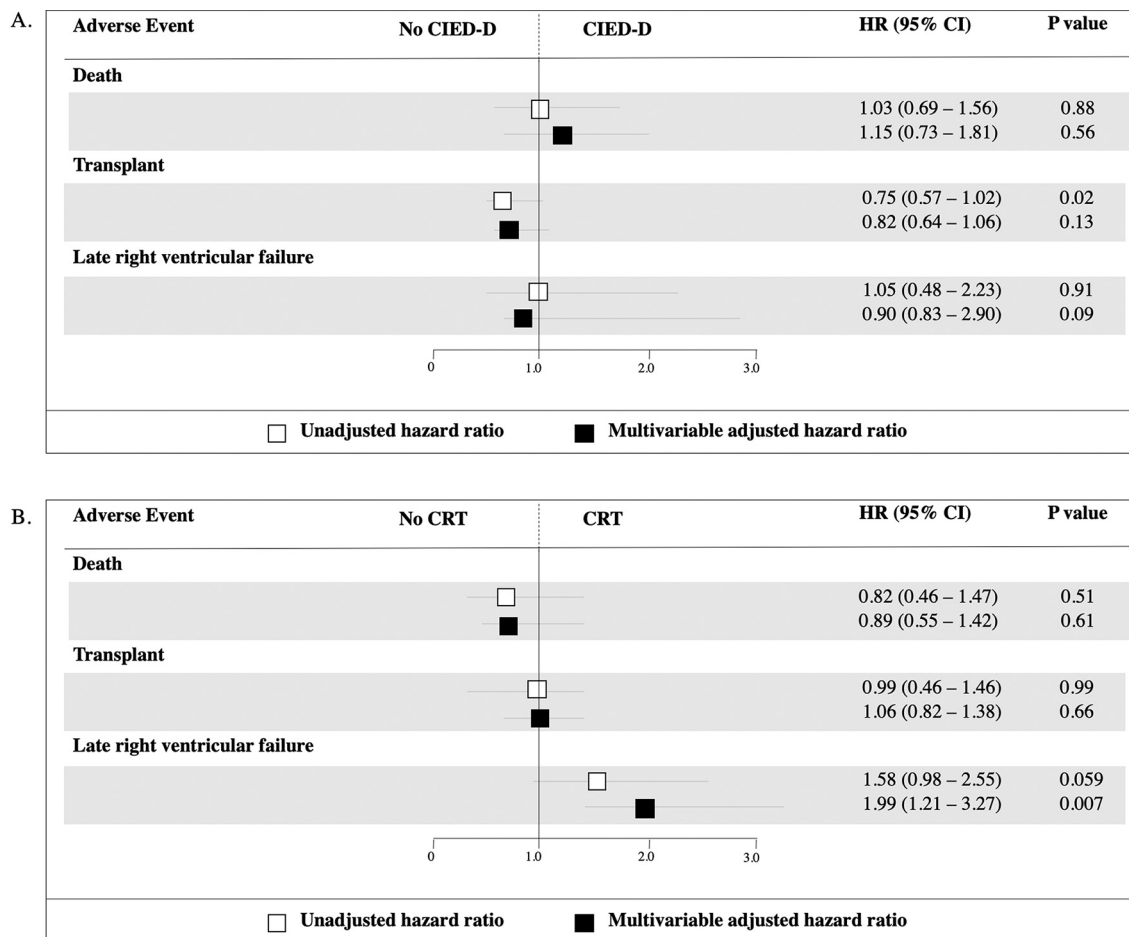 A.
Adverse Event No CIED-D CIED-D HR (95% CI) P value
Death
1.03 (0.69 – 1.56) 0.88
1.15 (0.73 – 1.81) 0.56
Transplant
0.75 (0.57 – 1.02) 0.02
0.82 (0.64 – 1.06) 0.13
Late right ventricular failure
1.05 (0.48 – 2.23) 0.91
0.90 (0.83 – 2.90) 0.09
0 1.0 2.0 3.0
Unadjusted hazard ratio Multivariable adjusted hazard ratio
B.
Adverse Event No CRT CRT HR (95% CI) P value
Death
0.82 (0.46 – 1.47) 0.51
0.89 (0.55 – 1.42) 0.61
Transplant
0.99 (0.46 – 1.46) 0.99
1.06 (0.82 – 1.38) 0.66
Late right ventricular failure
1.58 (0.98 – 2.55) 0.059
1.99 (1.21 – 3.27) 0.007
0 1.0 2.0 3.0
Unadjusted hazard ratio Multivariable adjusted hazard ratio